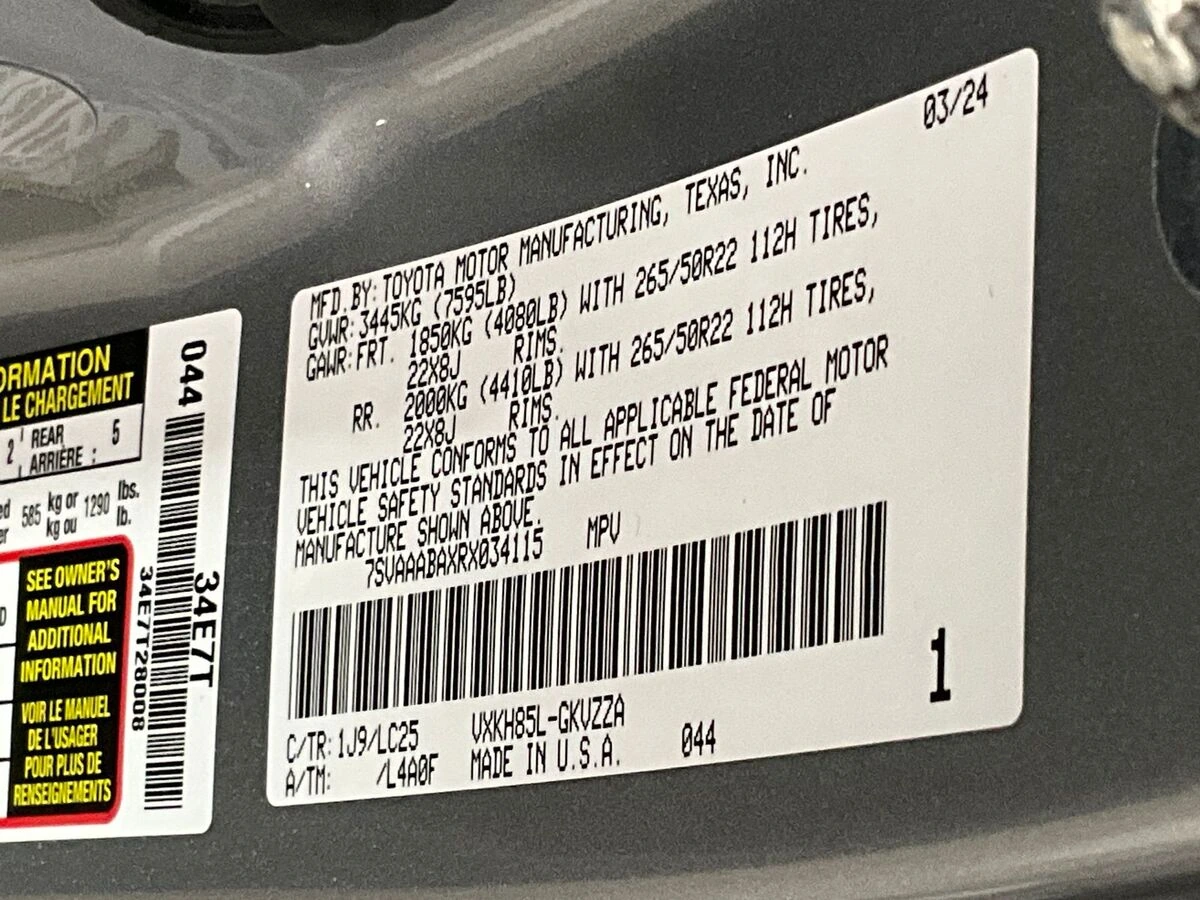 03/24
MFD. BY: TOYOTA MOTOR MANUFACTURING, TEXAS, INC.
GVWR: 3445KG (7595LB)
GAWR: FRT. 1850KG (4080LB) WITH 265/50R22 112H TIRES,
22X8J RIMS.
RR. 2000KG (4410LB) WITH 265/50R22 112H TIRES,
22X8J RIMS.
THIS VEHICLE CONFORMS TO ALL APPLICABLE FEDERAL MOTOR
VEHICLE SAFETY STANDARDS IN EFFECT ON THE DATE OF
MANUFACTURE SHOWN ABOVE.
7SVAAABAXRX034115 MPV
1
C/TR: 1J9/LC25 VXKH85L-GKVZZA
A/TM: /L4A0F MADE IN U.S.A. 044
LE CHARGEMENT
2 REAR 5
ARRIÈRE :
585 kg or 1290 lbs.
kg ou lb.
SEE OWNER'S
MANUAL FOR
ADDITIONAL
INFORMATION
VOIR LE MANUEL
DE L'USAGER
POUR PLUS DE
RENSEIGNEMENTS
044
34E7T28008
34E7T